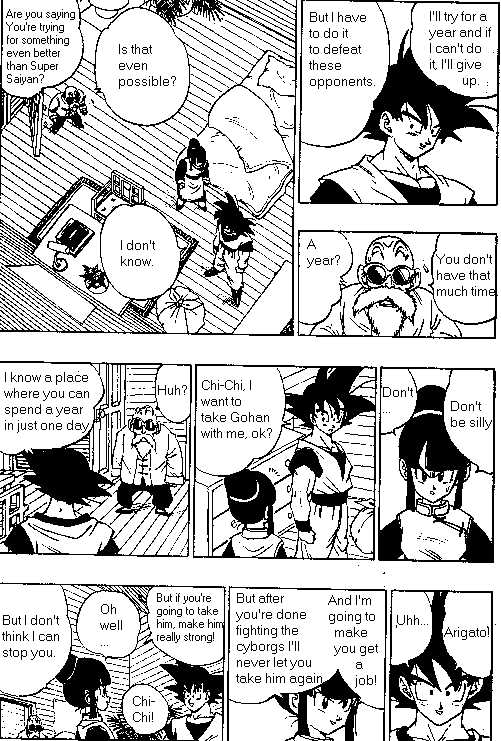 Are you saying
You're trying
for something
even better
than Super
Saiyan?
Is that
even
possible?
I don't
know.
But I have
to do it
to defeat
these
opponents.
I'll try for a
year and if
I can't do
it, I'll give
up.
A
year?
You don't
have that
much time
I know a place
where you can
spend a year
in just one day
Huh?
Chi-Chi, I
want to
take Gohan
with me, ok?
Don't
Don't
be silly
But I don't
think I can
stop you.
Oh
well
...
Chi-
Chi!
But if you're
going to take
him, make him
really strong!
But after
you're done
fighting the
cyborgs I'll
never let you
take him again
And I'm
going to
make
you get
a
job!
Uhh...
Arigato!